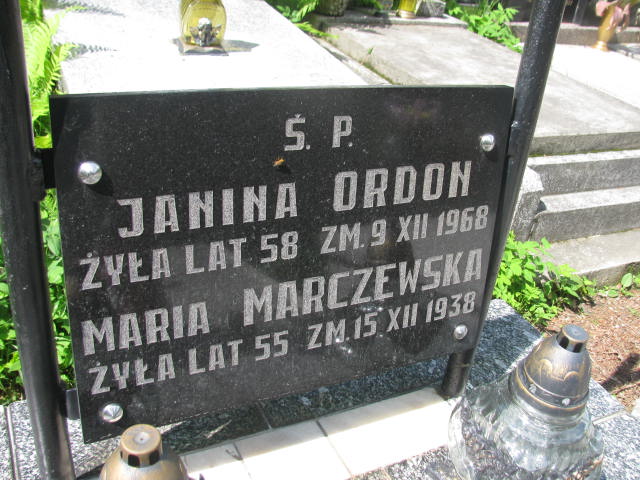 Ś. P.
JANINA ORDON
ŻYŁA LAT 58 ZM. 9 XII 1968
MARIA MARCZEWSKA
ŻYŁA LAT 55 ZM. 15. XII 1938